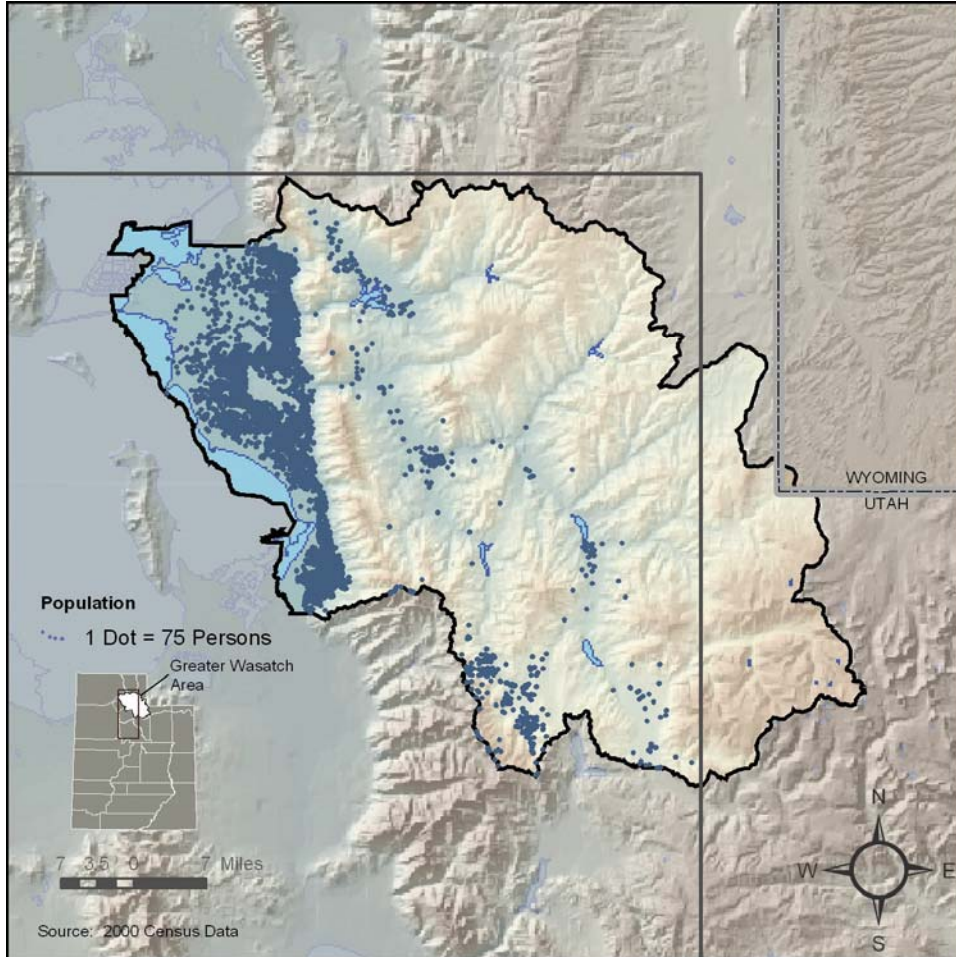 WYOMING
UTAH
Population
1 Dot = 75 Persons
Greater Wasatch
Area
7 3.5 0 7 Miles
Source: 2000 Census Data
N
W E
S